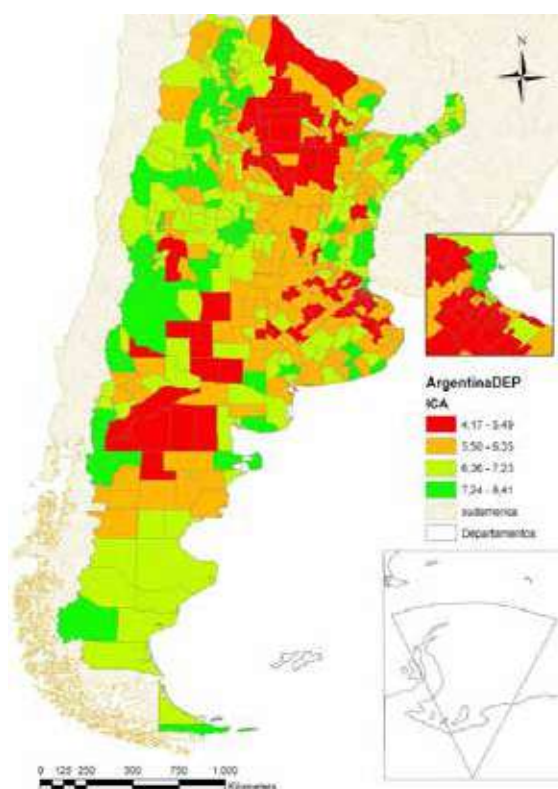 N
ArgentinaDEP
ICA
4.17 - 5.49
5.50 - 6.35
6.36 - 7.23
7.24 - 8.41
sudamerica
Departamentos
0 125 250 500 750 1.000
Kilometers